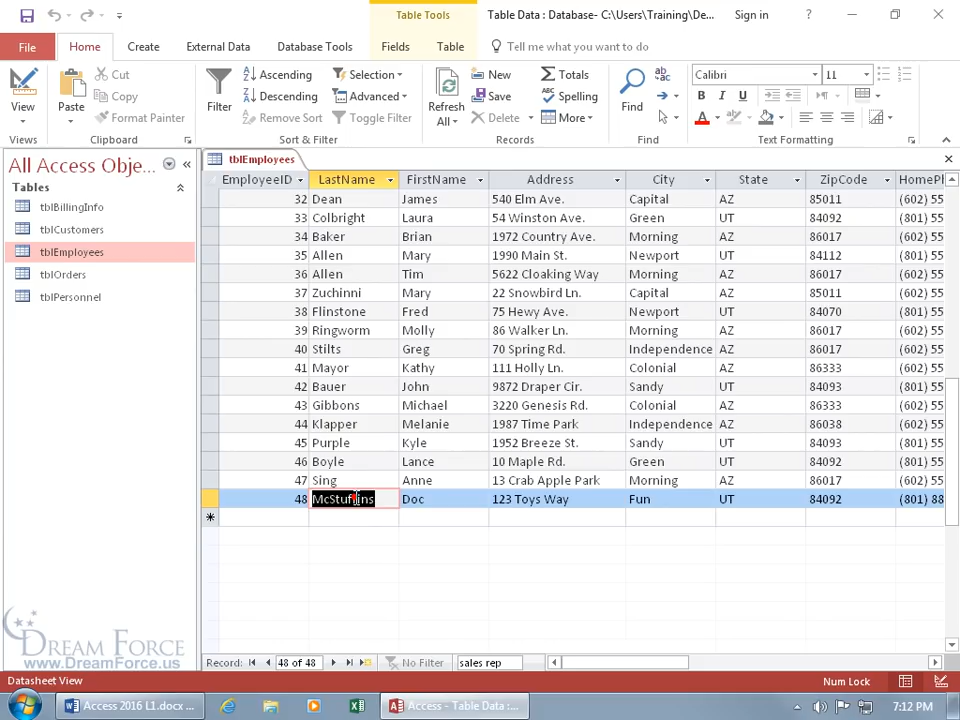 Table Tools
Table Data : Database- C:\Users\Training\De...
Sign in
?
File
Home
Create
External Data
Database Tools
Fields
Table
Tell me what you want to do
View
Views
Paste
Cut
Copy
Format Painter
Clipboard
Filter
Ascending
Descending
Remove Sort
Selection
Advanced
Toggle Filter
Sort & Filter
Refresh
All
New
Save
Delete
Totals
Spelling
More
Records
Find
Find
Calibri
11
B I U
Text Formatting
All Access Obje...
Tables
tblBillingInfo
tblCustomers
tblEmployees
tblOrders
tblPersonnel
tblEmployees
EmployeeID LastName FirstName Address City State ZipCode HomePh
32 Dean James 540 Elm Ave. Capital AZ 85011 (602) 55
33 Colbright Laura 54 Winston Ave. Green UT 84092 (801) 55
34 Baker Brian 1972 Country Ave. Morning AZ 86017 (602) 55
35 Allen Mary 1990 Main St. Newport UT 84112 (801) 55
36 Allen Tim 5622 Cloaking Way Morning AZ 86017 (602) 55
37 Zuchinni Mary 22 Snowbird Ln. Capital AZ 85011 (602) 55
38 Flinstone Fred 75 Hewy Ave. Newport UT 84070 (801) 55
39 Ringworm Molly 86 Walker Ln. Morning AZ 86017 (602) 55
40 Stilts Greg 70 Spring Rd. Independence AZ 86017 (602) 55
41 Mayor Kathy 111 Holly Ln. Colonial AZ 86333 (602) 55
42 Bauer John 9872 Draper Cir. Sandy UT 84093 (801) 55
43 Gibbons Michael 3220 Genesis Rd. Colonial AZ 86333 (602) 55
44 Klapper Melanie 1987 Time Park Independence AZ 86038 (602) 55
45 Purple Kyle 1952 Breeze St. Sandy UT 84093 (801) 55
46 Boyle Lance 10 Maple Rd. Green UT 84092 (801) 55
47 Sing Anne 13 Crab Apple Park Independence AZ 86017 (602) 55
48 McStuffins Doc 123 Toys Way Fun UT 84092 (801) 88
DREAM FORCE
www.DreamForce.us
Record: 48 of 48 No Filter sales rep
Datasheet View
Num Lock
Access 2016 L1.docx ...
Access - Table Data :...
7:12 PM